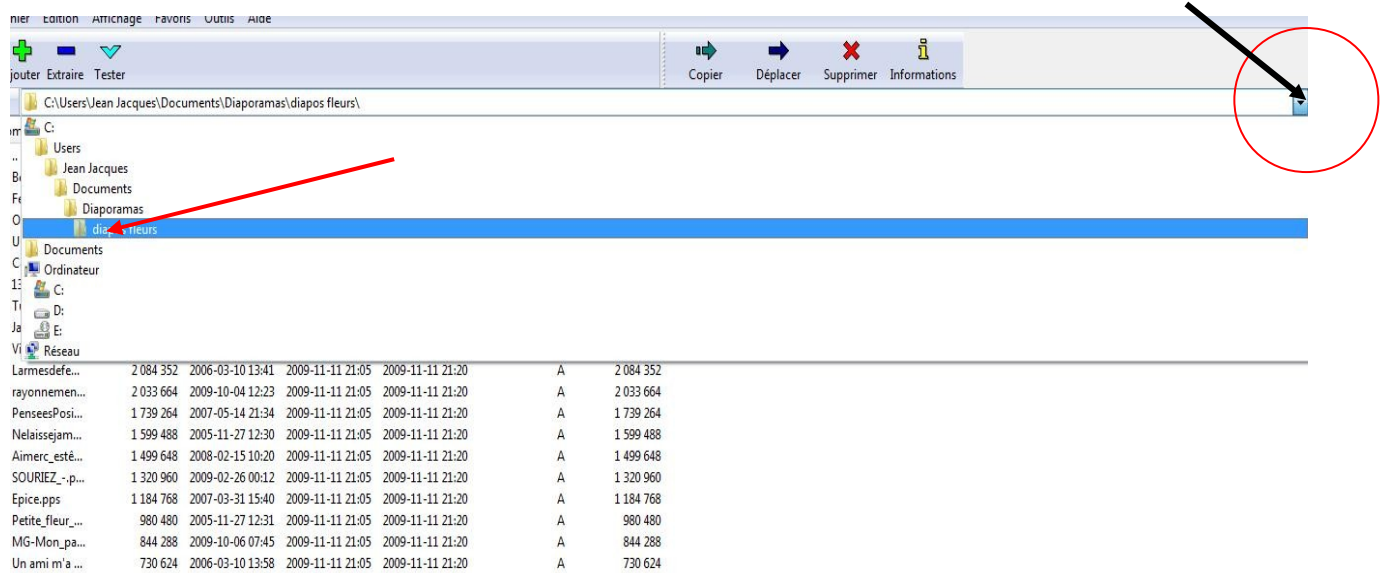 hier Edition Affichage Favoris Outils Aide
jouter Extraire Tester Copier Déplacer Supprimer Informations
C:\Users\Jean Jacques\Documents\Diaporamas\diapos fleurs\
C:
Users
Jean Jacques
Documents
Diaporamas
fleurs
Documents
Ordinateur
C:
D:
E:
Réseau
Larmesdefe... 2 084 352 2006-03-10 13:41 2009-11-11 21:05 2009-11-11 21:20 A 2 084 352
rayonnemen... 2 033 664 2009-10-04 12:23 2009-11-11 21:05 2009-11-11 21:20 A 2 033 664
PenseesPosi... 1 739 264 2007-05-14 21:34 2009-11-11 21:05 2009-11-11 21:20 A 1 739 264
Nelaissejam... 1 599 488 2005-11-27 12:30 2009-11-11 21:05 2009-11-11 21:20 A 1 599 488
Aimerc_estê... 1 499 648 2008-02-15 10:20 2009-11-11 21:05 2009-11-11 21:20 A 1 499 648
SOURIEZ_-.p... 1 320 960 2009-02-26 00:12 2009-11-11 21:05 2009-11-11 21:20 A 1 320 960
Epice.pps 1 184 768 2007-03-31 15:40 2009-11-11 21:05 2009-11-11 21:20 A 1 184 768
Petite_fleur_... 980 480 2005-11-27 12:31 2009-11-11 21:05 2009-11-11 21:20 A 980 480
MG-Mon_pa... 844 288 2009-10-06 07:45 2009-11-11 21:05 2009-11-11 21:20 A 844 288
Un ami m'a ... 730 624 2006-03-10 13:58 2009-11-11 21:05 2009-11-11 21:20 A 730 624